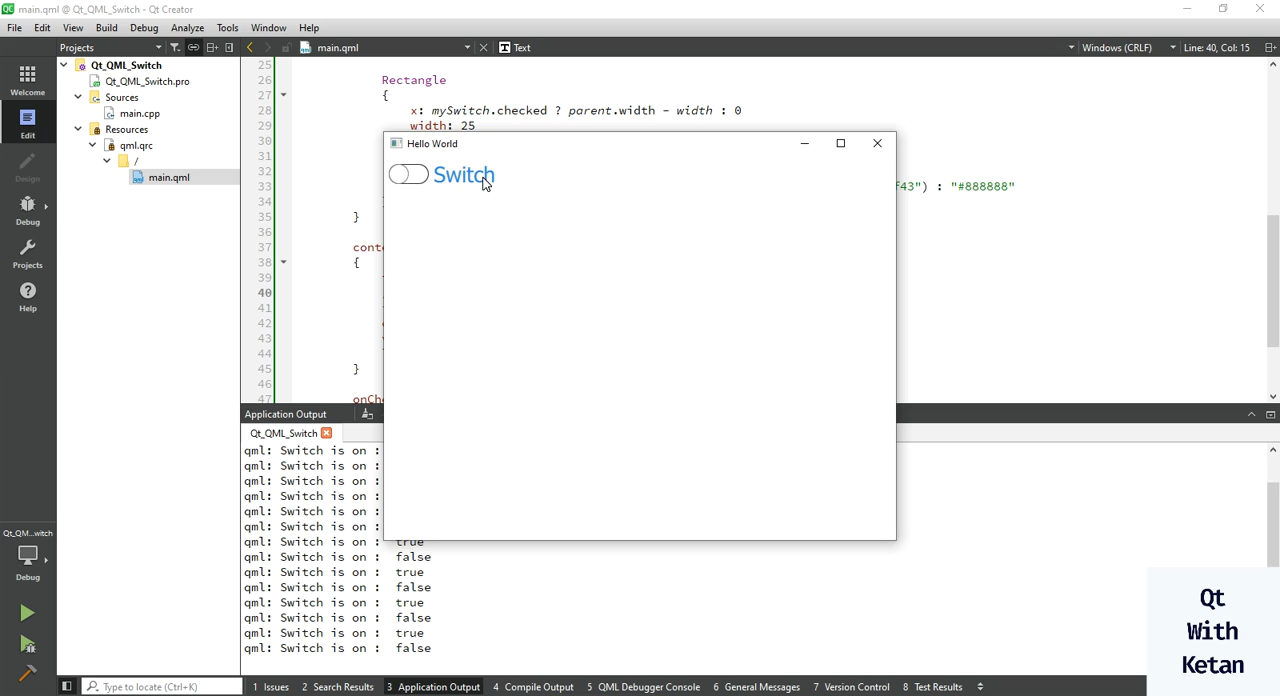 main.qml @ Qt_QML_Switch - Qt Creator
File Edit View Build Debug Analyze Tools Window Help
Projects main.qml Text Windows (CRLF) Line: 40, Col: 15
Welcome
Edit
Design
Debug
Projects
Help
Qt_QM...witch
Debug
Qt_QML_Switch
Qt_QML_Switch.pro
Sources
main.cpp
Resources
qml.qrc
/
main.qml
25
26 Rectangle
27 {
28 x: mySwitch.checked ? parent.width - width : 0
29 width: 25
30
31
32
33 f43") : "#888888"
34
35 }
36
37 cont
38 {
39
40
41
42
43
44
45 }
46
47 onCh
Hello World
Switch
Application Output
Qt_QML_Switch
qml: Switch is on :
qml: Switch is on :
qml: Switch is on :
qml: Switch is on :
qml: Switch is on :
qml: Switch is on :
qml: Switch is on : true
qml: Switch is on : false
qml: Switch is on : true
qml: Switch is on : false
qml: Switch is on : true
qml: Switch is on : false
qml: Switch is on : true
qml: Switch is on : false
Qt
With
Ketan
Type to locate (Ctrl+K) 1 Issues 2 Search Results 3 Application Output 4 Compile Output 5 QML Debugger Console 6 General Messages 7 Version Control 8 Test Results